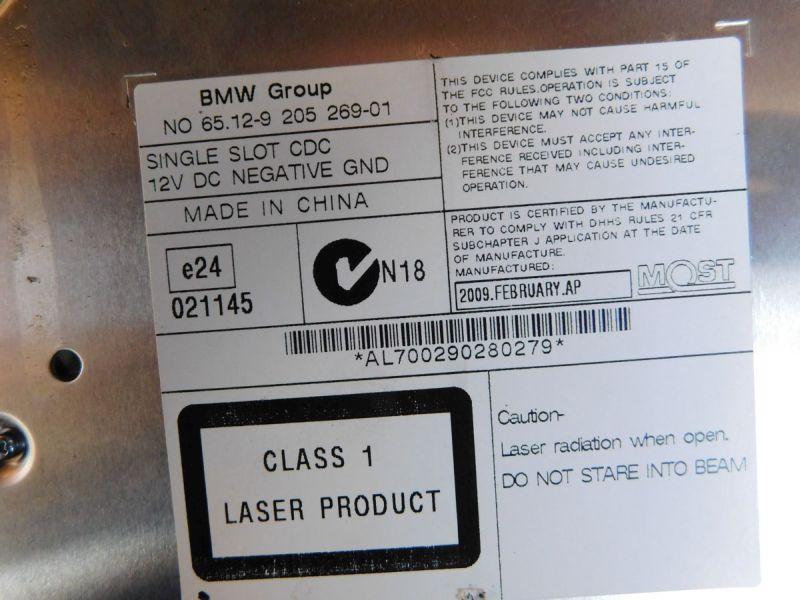 BMW Group
NO 65.12-9 205 269-01
SINGLE SLOT CDC
12V DC NEGATIVE GND
MADE IN CHINA
THIS DEVICE COMPLIES WITH PART 15 OF
THE FCC RULES.OPERATION IS SUBJECT
TO THE FOLLOWING TWO CONDITIONS:
(1)THIS DEVICE MAY NOT CAUSE HARMFUL
INTERFERENCE.
(2)THIS DEVICE MUST ACCEPT ANY INTER-
FERENCE RECEIVED INCLUDING INTER-
FERENCE THAT MAY CAUSE UNDESIRED
OPERATION.
e24
021145
N18
PRODUCT IS CERTIFIED BY THE MANUFACTU-
RER TO COMPLY WITH DHHS RULES 21 CFR
SUBCHAPTER J APPLICATION AT THE DATE
OF MANUFACTURE.
MANUFACTURED:
2009.FEBRUARY.AP
MOST
*AL700290280279*
CLASS 1
LASER PRODUCT
Caution-
Laser radiation when open.
DO NOT STARE INTO BEAM